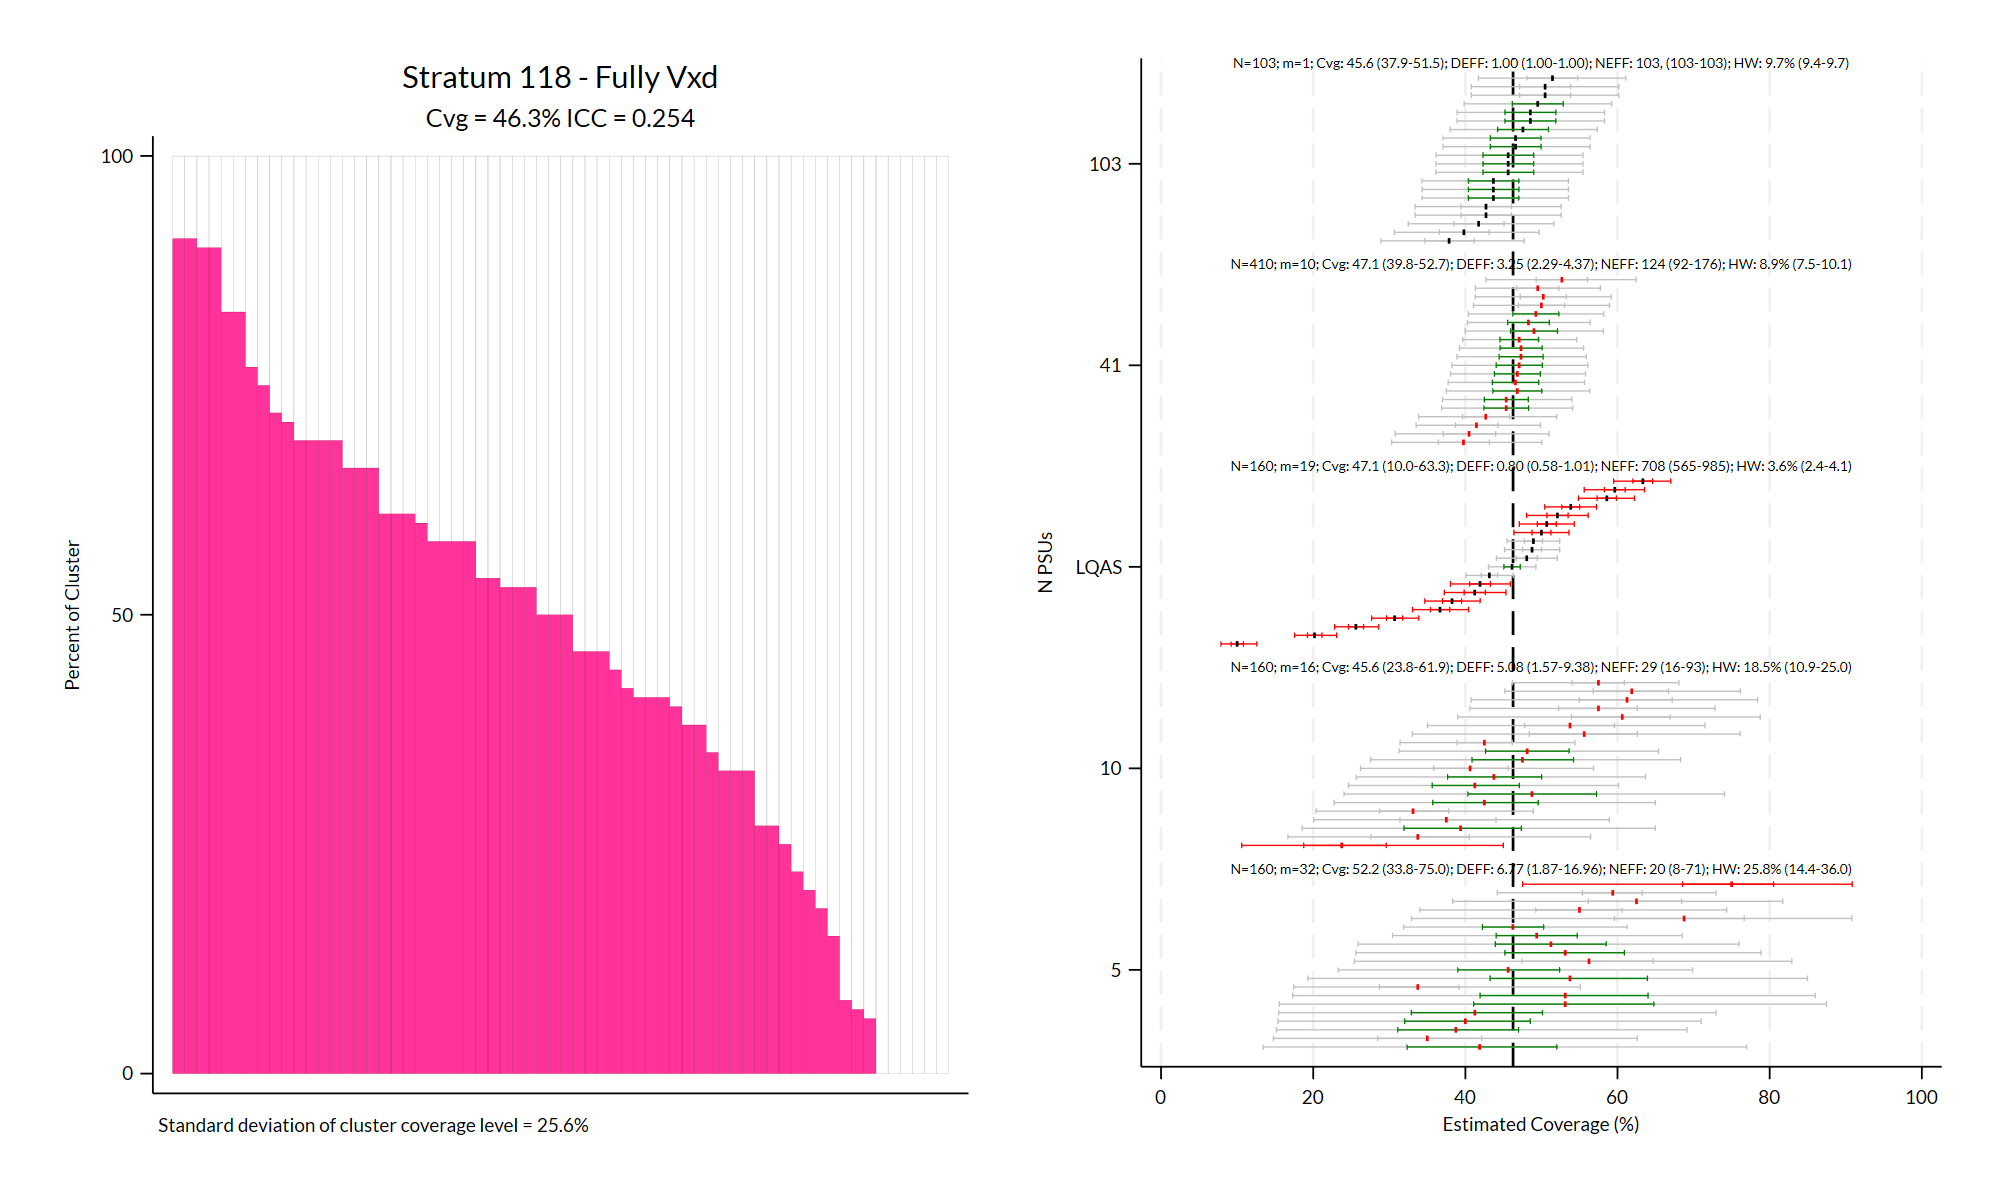 Stratum 118 - Fully Vxd
Cvg = 46.3% ICC = 0.254
100
50
0
Percent of Cluster
Standard deviation of cluster coverage level = 25.6%
N=103; m=1; Cvg: 45.6 (37.9-51.5); DEFF: 1.00 (1.00-1.00); NEFF: 103, (103-103); HW: 9.7% (9.4-9.7)
103
N=410; m=10; Cvg: 47.1 (39.8-52.7); DEFF: 3.25 (2.29-4.37); NEFF: 124 (92-176); HW: 8.9% (7.5-10.1)
41
N=160; m=19; Cvg: 47.1 (10.0-63.3); DEFF: 0.80 (0.58-1.01); NEFF: 708 (565-985); HW: 3.6% (2.4-4.1)
LQAS
N=160; m=16; Cvg: 45.6 (23.8-61.9); DEFF: 5.08 (1.57-9.38); NEFF: 29 (16-93); HW: 18.5% (10.9-25.0)
10
N=160; m=32; Cvg: 52.2 (33.8-75.0); DEFF: 6.77 (1.87-16.96); NEFF: 20 (8-71); HW: 25.8% (14.4-36.0)
5
N PSUs
0 20 40 60 80 100
Estimated Coverage (%)